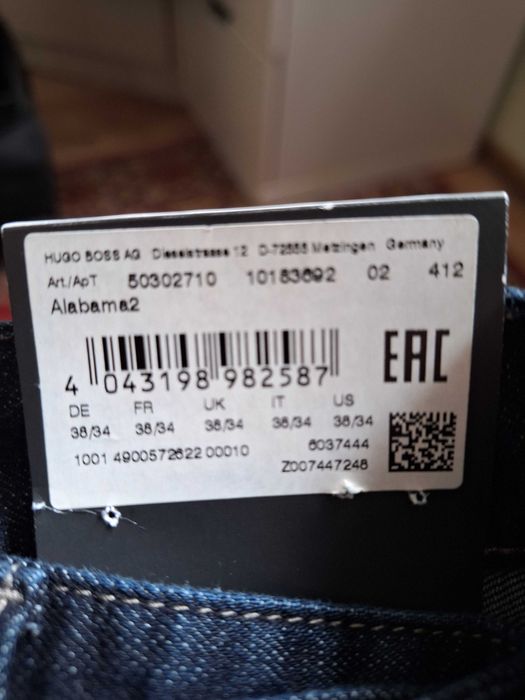 HUGO BOSS AG Dieselstrasse 12 D-72555 Metzingen Germany
Art./ApT 50302710 10183692 02 412
Alabama2
EAC
4 043198 982587
DE FR UK IT US
38/34 38/34 38/34 38/34 38/34
1001 4900572622 00010 6037444
Z007447248